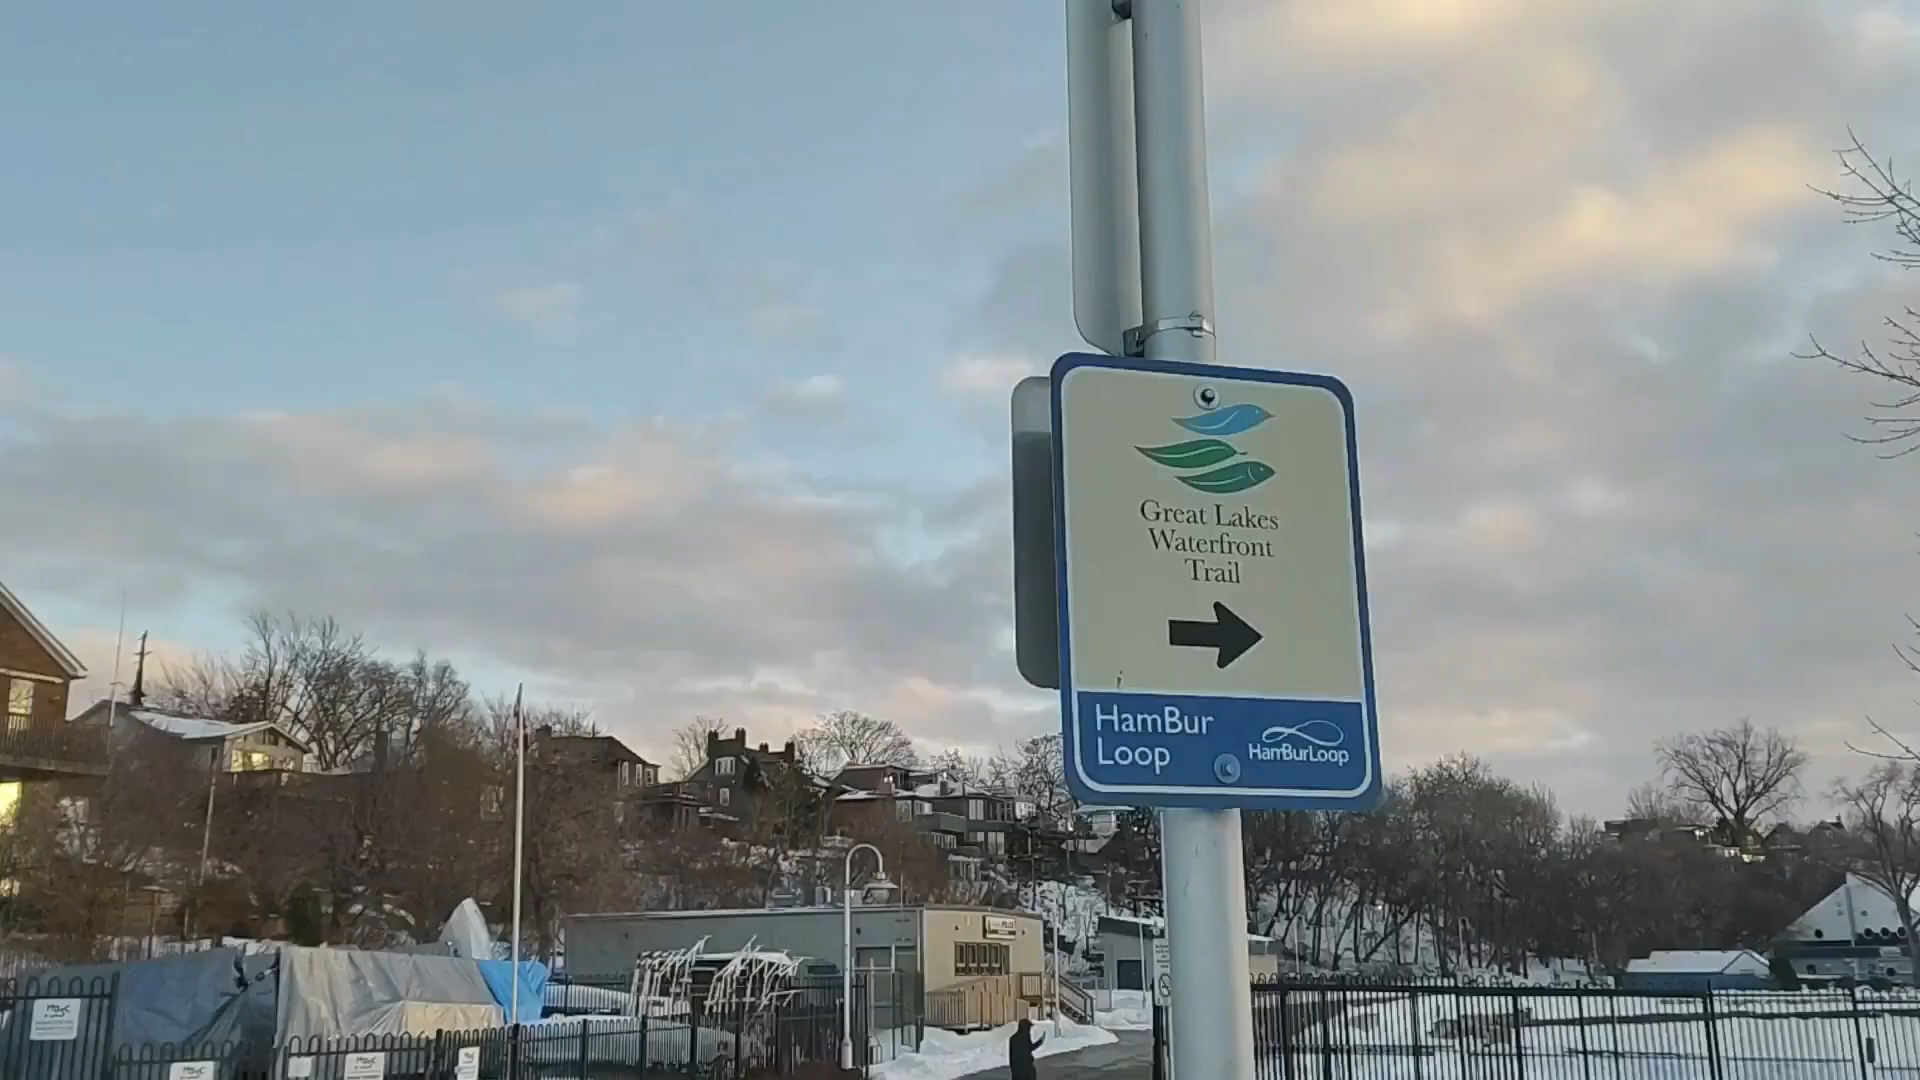 Great Lakes
Waterfront
Trail
HamBur
Loop
HamBurLoop